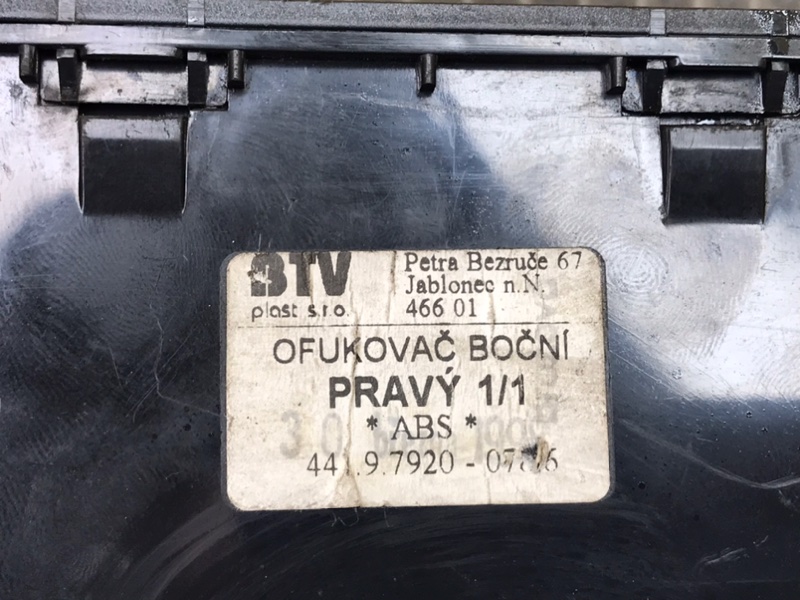 BTV
plast s.r.o.
Petra Bezruče 67
Jablonec n.N.
466 01
OFUKOVAČ BOČNÍ
PRAVÝ 1/1
* ABS *